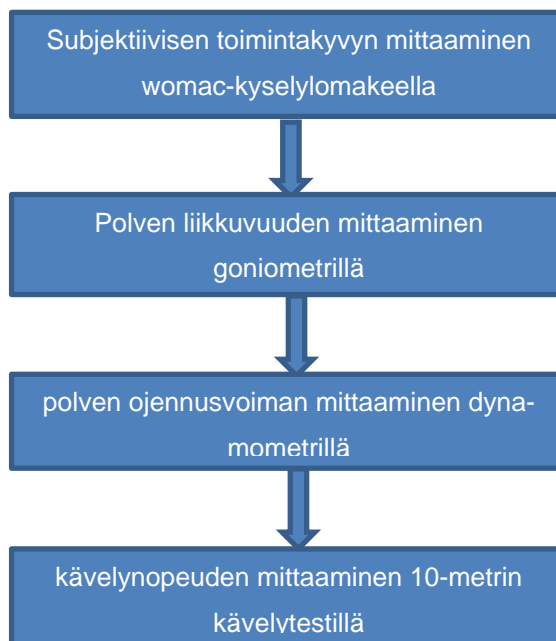 Subjektiivisen toimintakyvyn mittaaminen
womac-kyselylomakeella
Polven liikkuvuuden mittaaminen
goniometrillä
polven ojennusvoiman mittaaminen dyna-
mometrillä
kävelynopeuden mittaaminen 10-metrin
kävelytestillä